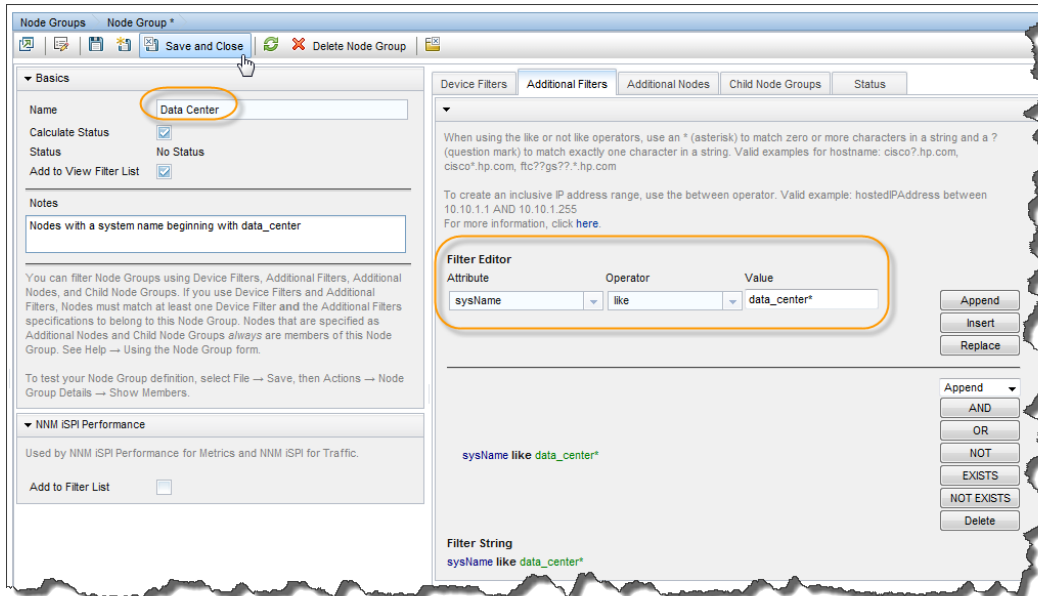 Node Groups Node Group *
Save and Close Delete Node Group
Basics
Name Data Center
Calculate Status
Status No Status
Add to View Filter List
Notes
Nodes with a system name beginning with data_center
You can filter Node Groups using Device Filters, Additional Filters, Additional
Nodes, and Child Node Groups. If you use Device Filters and Additional
Filters, Nodes must match at least one Device Filter and the Additional Filters
specifications to belong to this Node Group. Nodes that are specified as
Additional Nodes and Child Node Groups always are members of this Node
Group. See Help → Using the Node Group form.
To test your Node Group definition, select File → Save, then Actions → Node
Group Details → Show Members.
NNM iSPI Performance
Used by NNM iSPI Performance for Metrics and NNM iSPI for Traffic.
Add to Filter List
Device Filters Additional Filters Additional Nodes Child Node Groups Status
When using the like or not like operators, use an * (asterisk) to match zero or more characters in a string and a ?
(question mark) to match exactly one character in a string. Valid examples for hostname: cisco?.hp.com,
cisco*.hp.com, ftc??gs??.*.hp.com
To create an inclusive IP address range, use the between operator. Valid example: hostedIPAddress between
10.10.1.1 AND 10.10.1.255
For more information, click here.
Filter Editor
Attribute Operator Value
sysName like data_center*
Append
Insert
Replace
Append
AND
OR
NOT
EXISTS
NOT EXISTS
Delete
sysName like data_center*
Filter String
sysName like data_center*